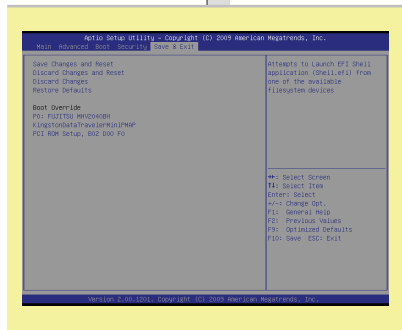 Aptio Setup Utility – Copyright (C) 2009 American Megatrends, Inc.
Main Advanced Boot Security Save & Exit
Save Changes and Reset
Discard Changes and Reset
Discard Changes
Restore Defaults
Boot Override
P0: FUJITSU MHV2040BH
KingstonDataTravelerMiniPMAP
PCI ROM Setup, B02 D00 F0
Attempts to Launch EFI Shell
application (Shell.efi) from
one of the available
filesystem devices
→←: Select Screen
↑↓: Select Item
Enter: Select
+/-: Change Opt.
F1: General Help
F2: Previous Values
F9: Optimized Defaults
F10: Save ESC: Exit
Version 2.00.1201. Copyright (C) 2009 American Megatrends, Inc.